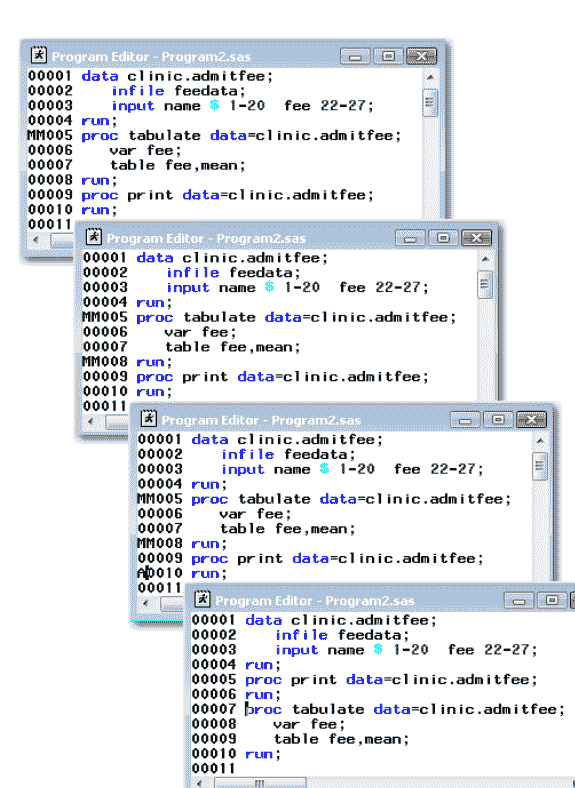 Program Editor - Program2.sas
00001 data clinic.admitfee;
00002 infile feedata;
00003 input name $ 1-20 fee 22-27;
00004 run;
MM005 proc tabulate data=clinic.admitfee;
00006 var fee;
00007 table fee,mean;
00008 run;
00009 proc print data=clinic.admitfee;
00010 run;
00011
Program Editor - Program2.sas
00001 data clinic.admitfee;
00002 infile feedata;
00003 input name $ 1-20 fee 22-27;
00004 run;
MM005 proc tabulate data=clinic.admitfee;
00006 var fee;
00007 table fee,mean;
MM008 run;
00009 proc print data=clinic.admitfee;
00010 run;
00011
Program Editor - Program2.sas
00001 data clinic.admitfee;
00002 infile feedata;
00003 input name $ 1-20 fee 22-27;
00004 run;
MM005 proc tabulate data=clinic.admitfee;
00006 var fee;
00007 table fee,mean;
MM008 run;
00009 proc print data=clinic.admitfee;
A0010 run;
00011
Program Editor - Program2.sas
00001 data clinic.admitfee;
00002 infile feedata;
00003 input name $ 1-20 fee 22-27;
00004 run;
00005 proc print data=clinic.admitfee;
00006 run;
00007 proc tabulate data=clinic.admitfee;
00008 var fee;
00009 table fee,mean;
00010 run;
00011